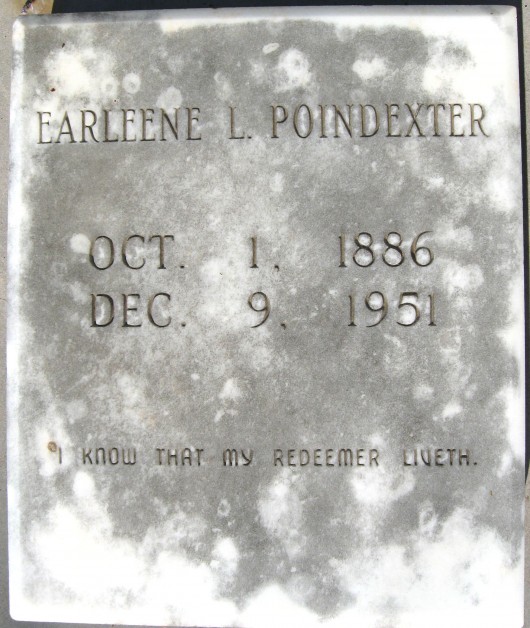 EARLEENE L. POINDEXTER
OCT. 1, 1886
DEC. 9, 1951
"I KNOW THAT MY REDEEMER LIVETH.